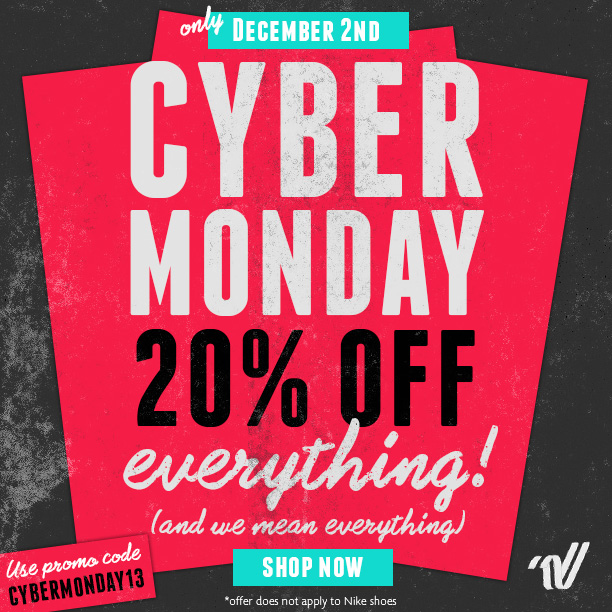 only DECEMBER 2ND
CYBER
MONDAY
20% OFF
everything!
(and we mean everything)
Use promo code
CYBERMONDAY13
SHOP NOW
*offer does not apply to Nike shoes